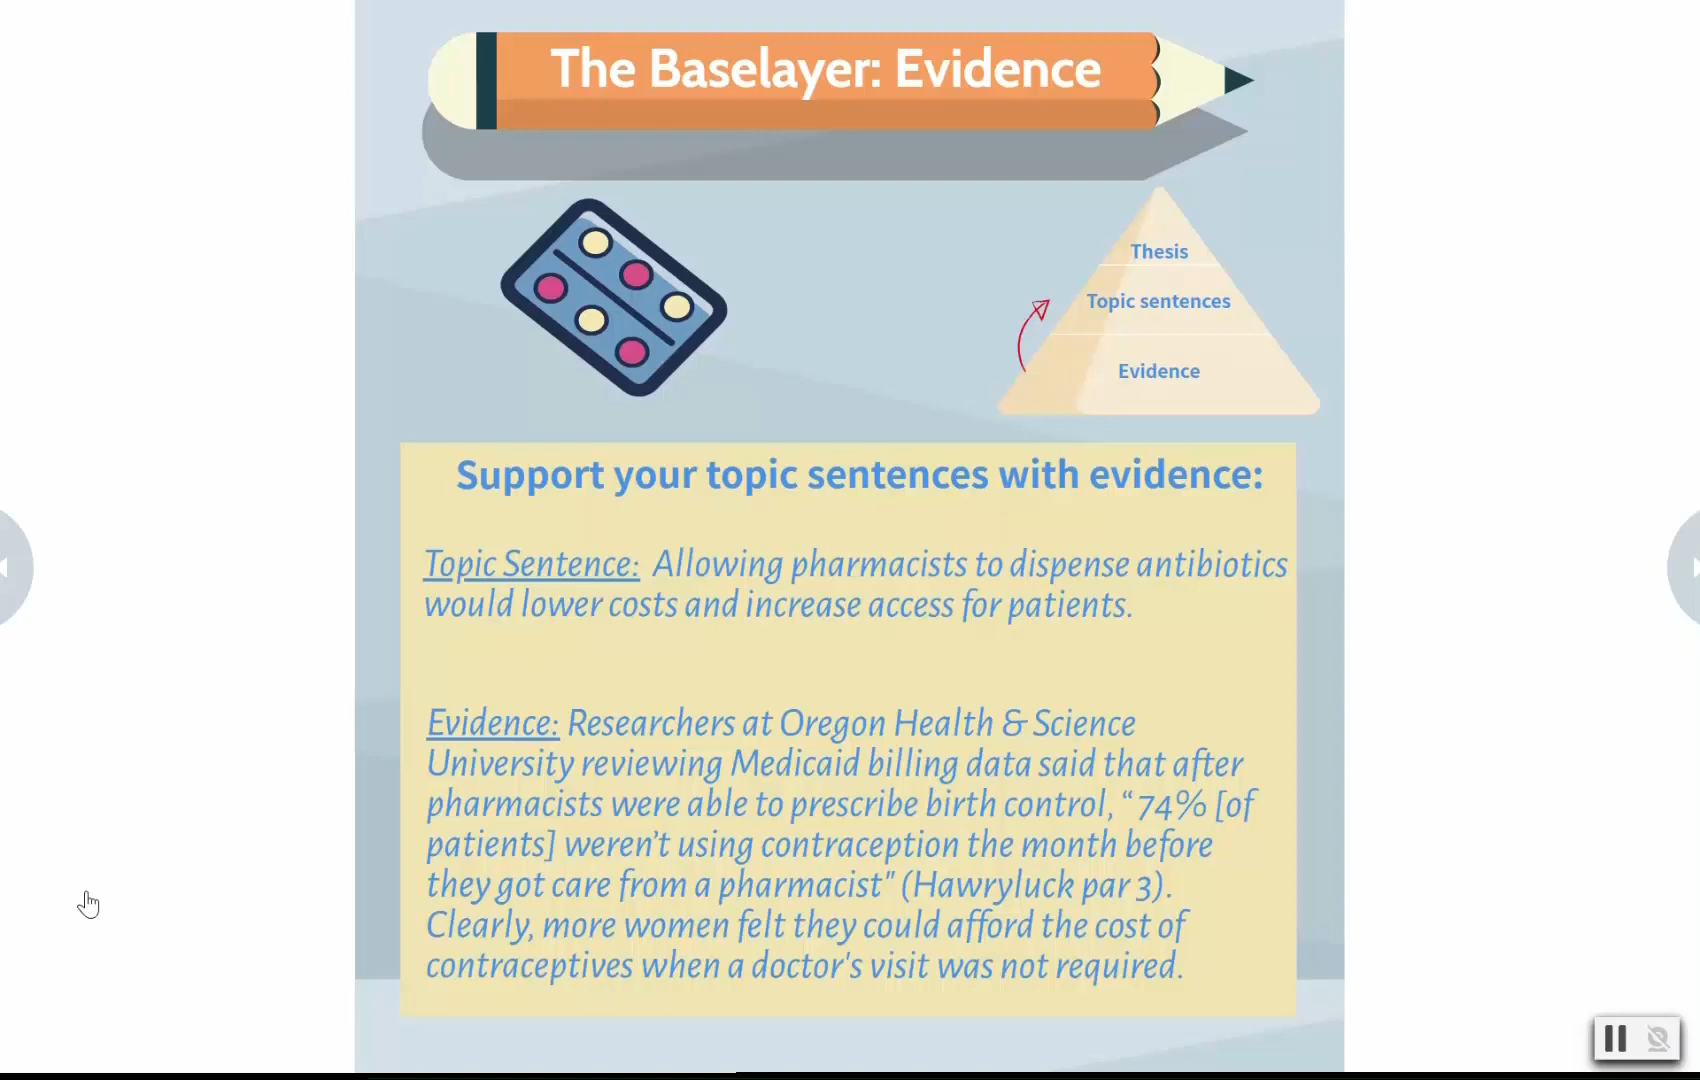 The Baselayer: Evidence
Thesis
Topic sentences
Evidence
Support your topic sentences with evidence:
Topic Sentence: Allowing pharmacists to dispense antibiotics
would lower costs and increase access for patients.
Evidence: Researchers at Oregon Health & Science
University reviewing Medicaid billing data said that after
pharmacists were able to prescribe birth control, “74% [of
patients] weren’t using contraception the month before
they got care from a pharmacist" (Hawryluck par 3).
Clearly, more women felt they could afford the cost of
contraceptives when a doctor's visit was not required.